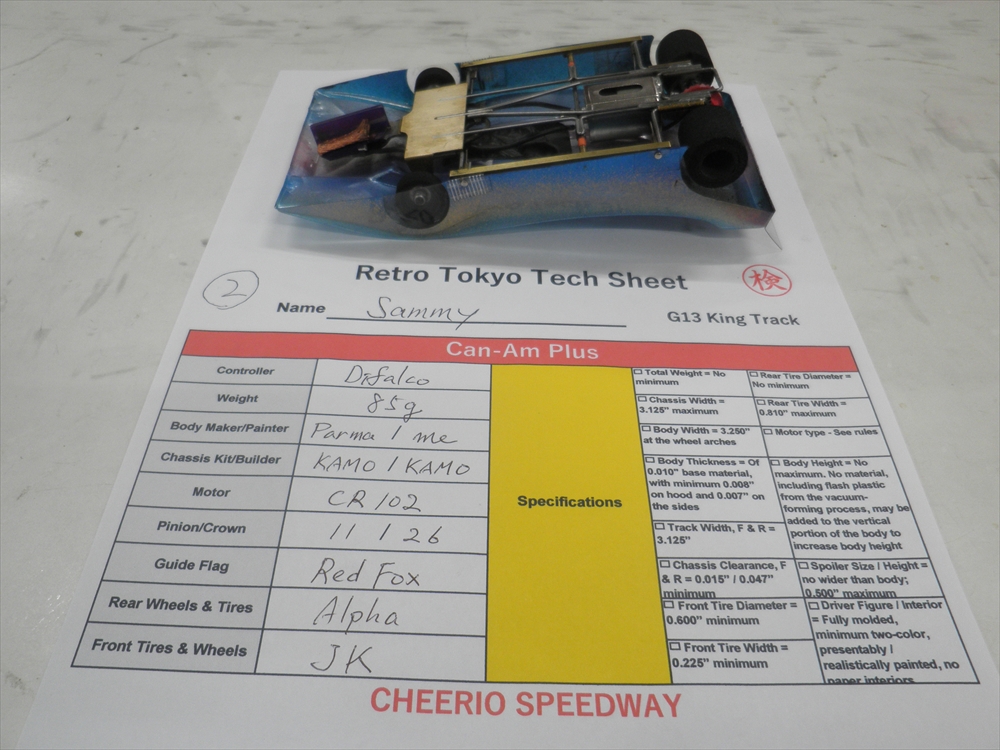 Retro Tokyo Tech Sheet
検
2
Name Sammy
G13 King Track
Can-Am Plus
Controller Difalco
Weight 85g
Body Maker/Painter Parma / me
Chassis Kit/Builder KAMO / KAMO
Motor CR 102
Pinion/Crown 11 / 26
Guide Flag Red Fox
Rear Wheels & Tires Alpha
Front Tires & Wheels JK
Specifications
☐ Total Weight = No
minimum
☐ Rear Tire Diameter =
No minimum
☐ Chassis Width =
3.125" maximum
☐ Rear Tire Width =
0.810" maximum
☐ Body Width = 3.250"
at the wheel arches
☐ Motor type - See rules
☐ Body Thickness = Of
0.010" base material,
with minimum 0.008"
on hood and 0.007" on
the sides
☐ Body Height = No
maximum. No material,
including flash plastic
from the vacuum-
forming process, may be
added to the vertical
portion of the body to
increase body height
☐ Track Width, F & R =
3.125"
☐ Chassis Clearance, F
& R = 0.015" / 0.047"
minimum
☐ Spoiler Size / Height =
no wider than body;
0.500" maximum
☐ Front Tire Diameter =
0.600" minimum
☐ Driver Figure / Interior
= Fully molded,
minimum two-color,
presentably /
realistically painted, no
paper interiors
☐ Front Tire Width =
0.225" minimum
CHEERIO SPEEDWAY